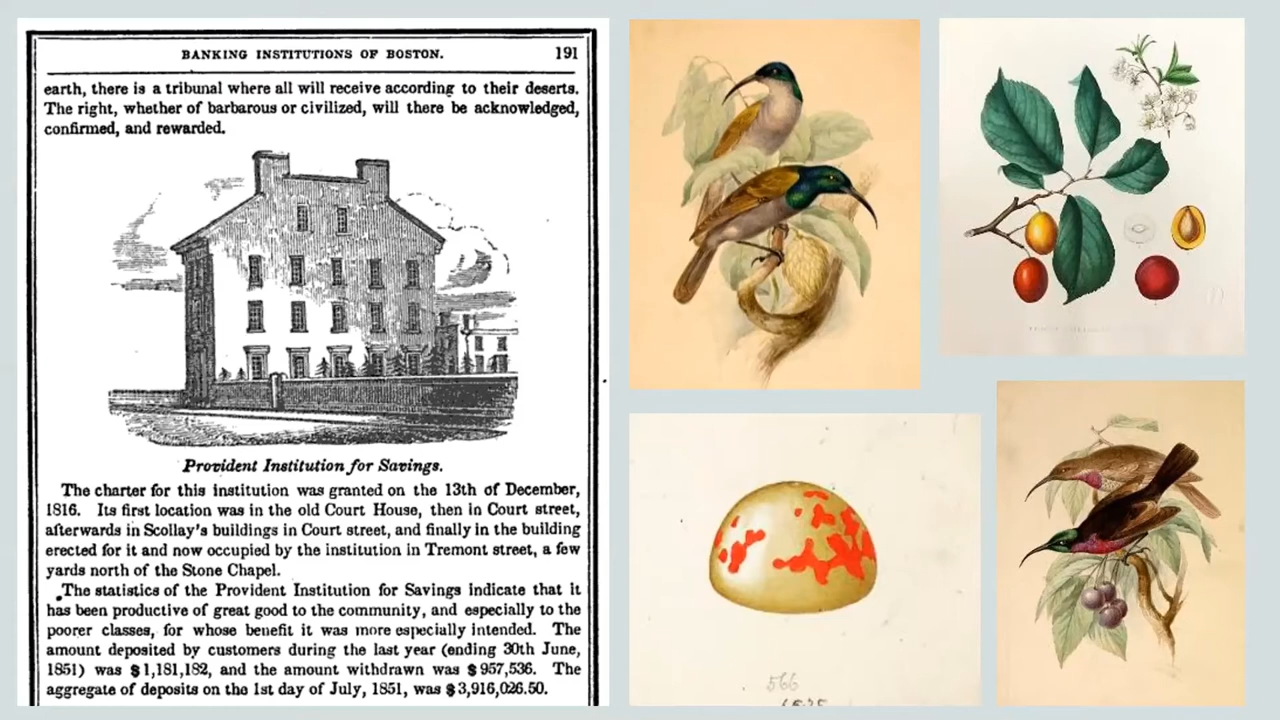 BANKING INSTITUTIONS OF BOSTON. 191
earth, there is a tribunal where all will receive according to their deserts.
The right, whether of barbarous or civilized, will there be acknowledged,
confirmed, and rewarded.
Provident Institution for Savings.
The charter for this institution was granted on the 13th of December,
1816. Its first location was in the old Court House, then in Court street,
afterwards in Scollay's buildings in Court street, and finally in the building
erected for it and now occupied by the institution in Tremont street, a few
yards north of the Stone Chapel.
The statistics of the Provident Institution for Savings indicate that it
has been productive of great good to the community, and especially to the
poorer classes, for whose benefit it was more especially intended. The
amount deposited by customers during the last year (ending 30th June,
1851) was $1,181,182, and the amount withdrawn was $957,536. The
aggregate of deposits on the 1st day of July, 1851, was $3,916,026.50.
566